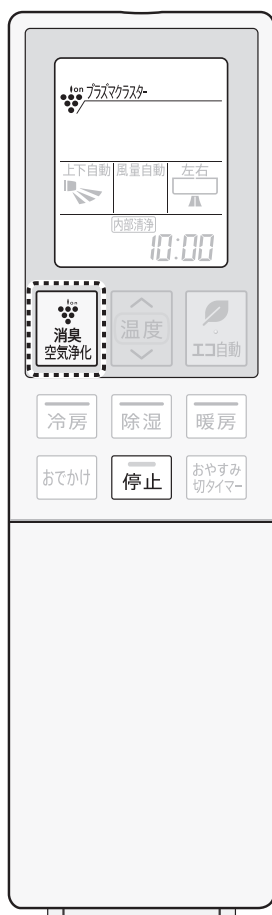 ion プラズマクラスター
上下自動 風量自動 左右
内部清浄
10:00
ion
消臭
空気浄化
温度
エコ自動
冷房 除湿 暖房
おでかけ 停止 おやすみ
切タイマー